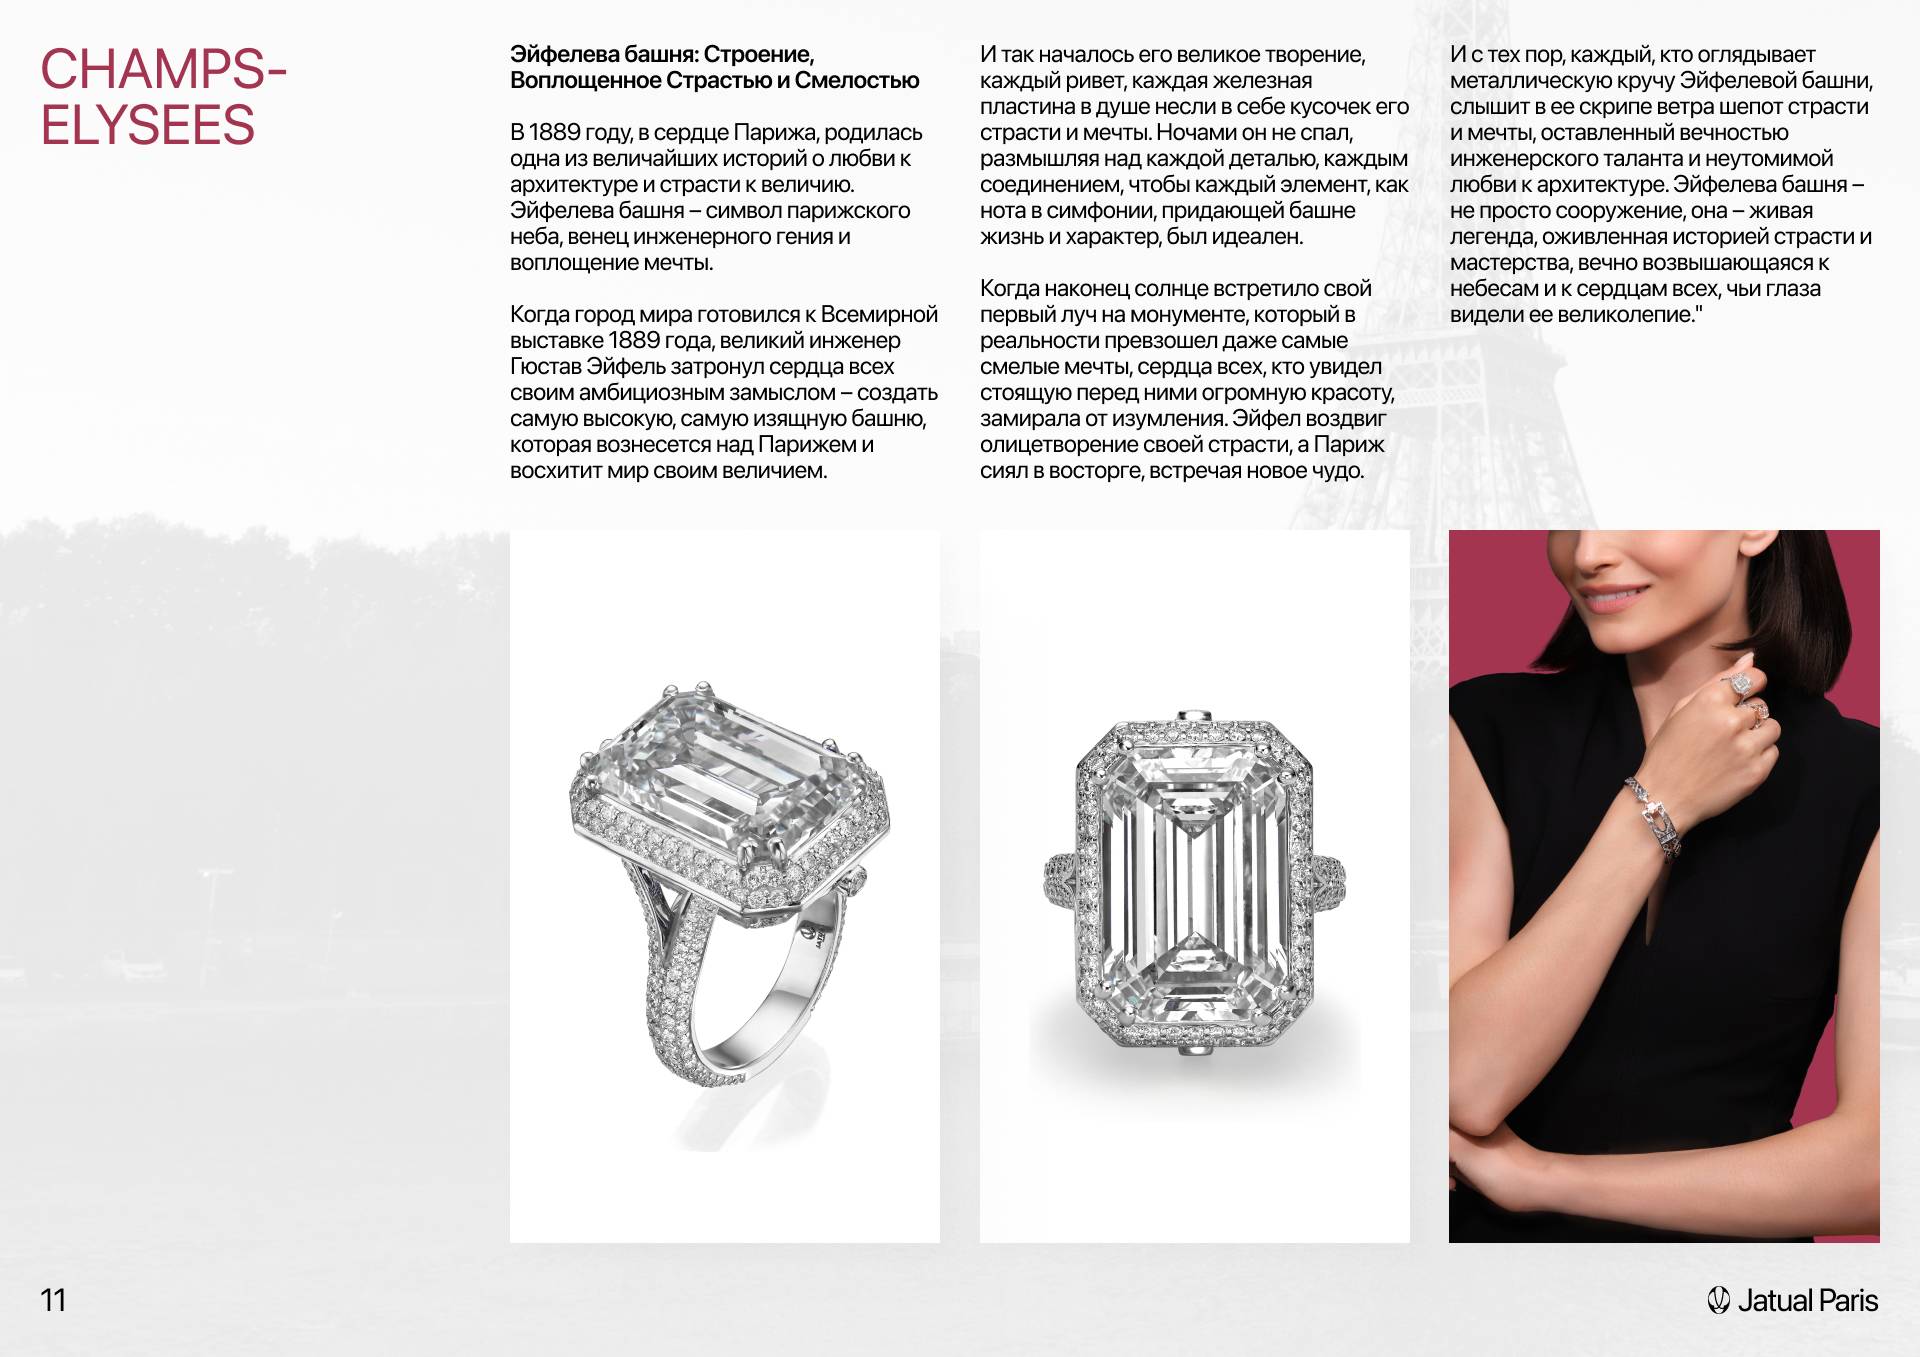 CHAMPS-
ELYSEES
Эйфелева башня: Строение,
Воплощенное Страстью и Смелостью
В 1889 году, в сердце Парижа, родилась
одна из величайших историй о любви к
архитектуре и страсти к величию.
Эйфелева башня – символ парижского
неба, венец инженерного гения и
воплощение мечты.
Когда город мира готовился к Всемирной
выставке 1889 года, великий инженер
Гюстав Эйфель затронул сердца всех
своим амбициозным замыслом – создать
самую высокую, самую изящную башню,
которая вознесется над Парижем и
восхитит мир своим величием.
И так началось его великое творение,
каждый ривет, каждая железная
пластина в душе несли в себе кусочек его
страсти и мечты. Ночами он не спал,
размышляя над каждой деталью, каждым
соединением, чтобы каждый элемент, как
нота в симфонии, придающей башне
жизнь и характер, был идеален.
Когда наконец солнце встретило свой
первый луч на монументе, который в
реальности превзошел даже самые
смелые мечты, сердца всех, кто увидел
стоящую перед ними огромную красоту,
замирала от изумления. Эйфел воздвиг
олицетворение своей страсти, а Париж
сиял в восторге, встречая новое чудо.
И с тех пор, каждый, кто оглядывает
металлическую кручу Эйфелевой башни,
слышит в ее скрипе ветра шепот страсти
и мечты, оставленный вечностью
инженерского таланта и неутомимой
любви к архитектуре. Эйфелева башня –
не просто сооружение, она – живая
легенда, оживленная историей страсти и
мастерства, вечно возвышающаяся к
небесам и к сердцам всех, чьи глаза
видели ее великолепие."
11
Jatual Paris